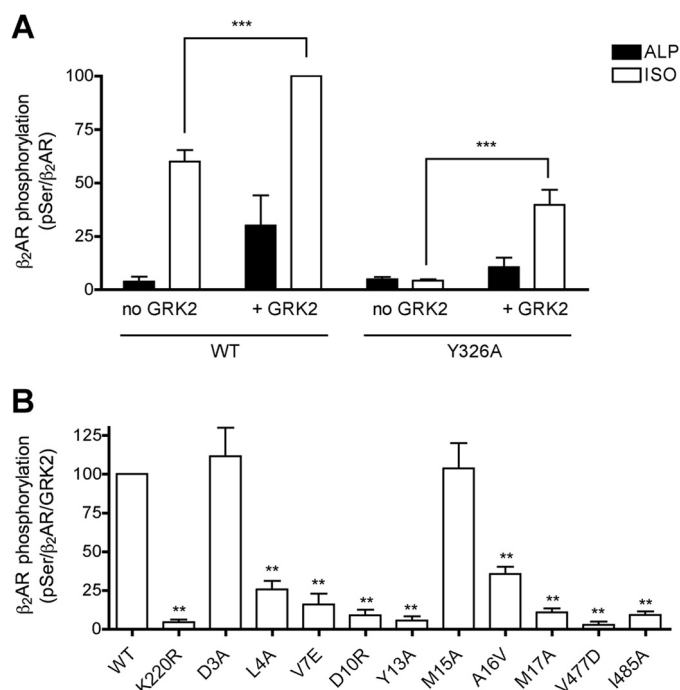 A
***
ALP
ISO
***
β₂AR phosphorylation
(pSer/β₂AR)
100
75
50
25
0
no GRK2
+ GRK2
no GRK2
+ GRK2
WT
Y326A
B
β₂AR phosphorylation
(pSer/β₂AR/GRK2)
125
100
75
50
25
0
**
**
**
**
**
**
**
**
**
WT
K220R
D3A
L4A
V7E
D10R
Y13A
M15A
A16V
M17A
V477D
I485A